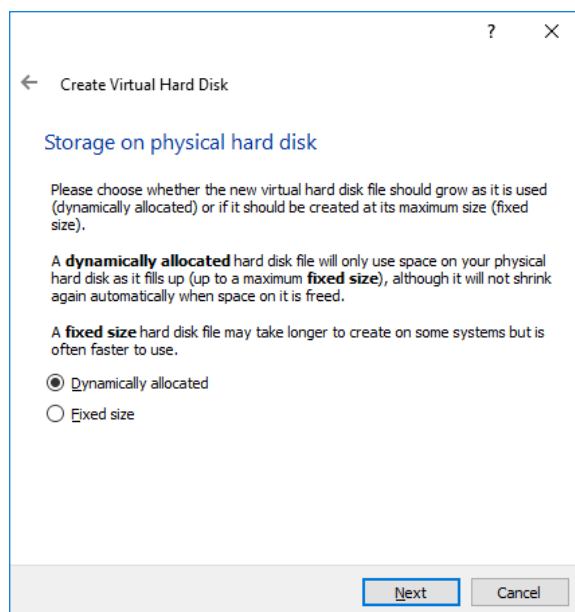 ?
Create Virtual Hard Disk
Storage on physical hard disk
Please choose whether the new virtual hard disk file should grow as it is used
(dynamically allocated) or if it should be created at its maximum size (fixed
size).
A dynamically allocated hard disk file will only use space on your physical
hard disk as it fills up (up to a maximum fixed size), although it will not shrink
again automatically when space on it is freed.
A fixed size hard disk file may take longer to create on some systems but is
often faster to use.
Dynamically allocated
Fixed size
Next Cancel